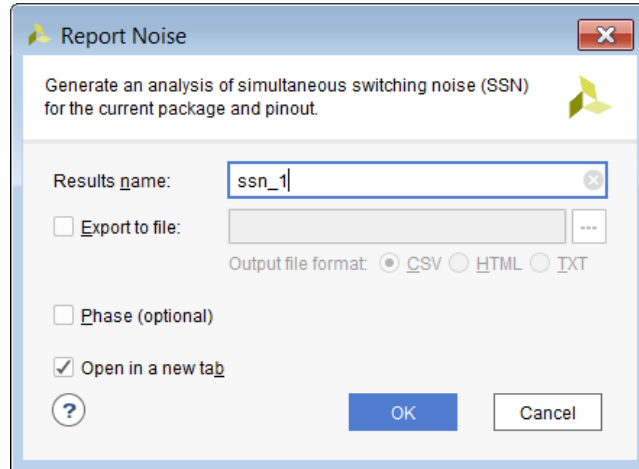 Report Noise
Generate an analysis of simultaneous switching noise (SSN)
for the current package and pinout.
Results name: ssn_1
Export to file: ...
Output file format: CSV HTML TXT
Phase (optional)
Open in a new tab
? OK Cancel